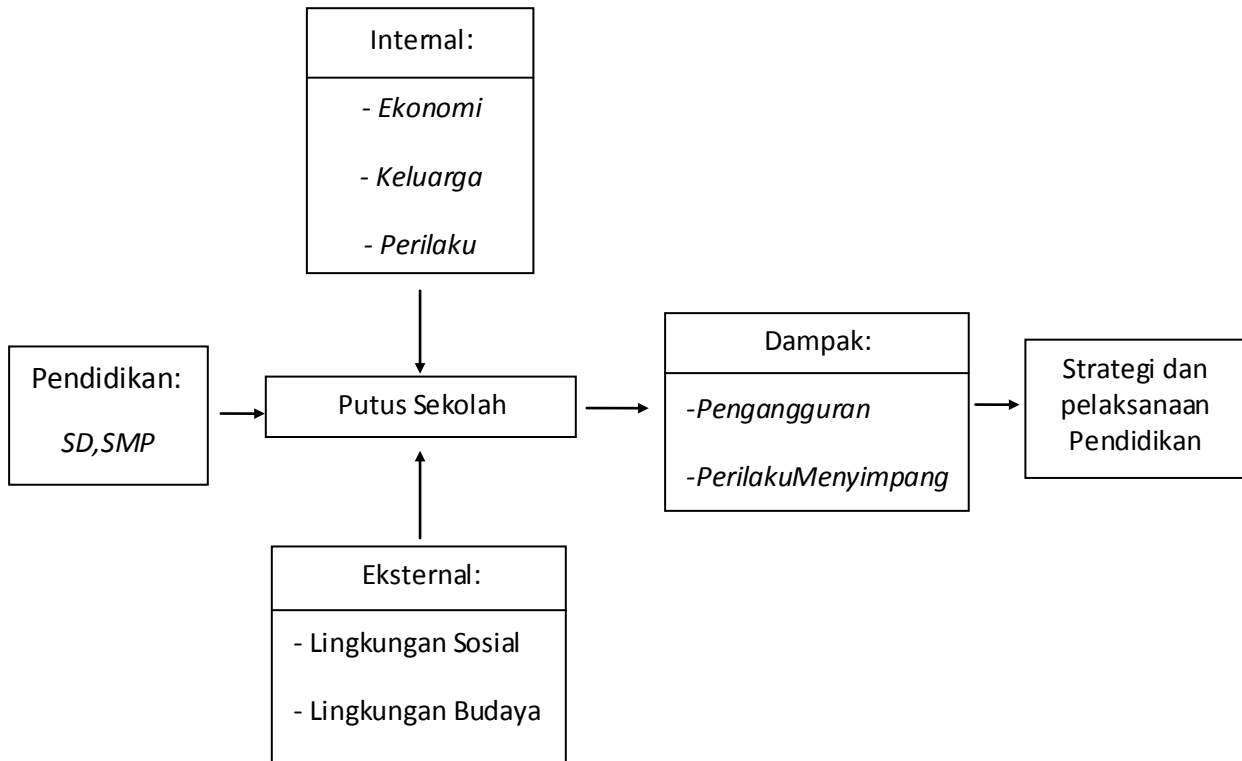 Internal:
- Ekonomi
- Keluarga
- Perilaku
Pendidikan:
SD,SMP
Putus Sekolah
Dampak:
-Pengangguran
-PerilakuMenyimpang
Strategi dan
pelaksanaan
Pendidikan
Eksternal:
- Lingkungan Sosial
- Lingkungan Budaya